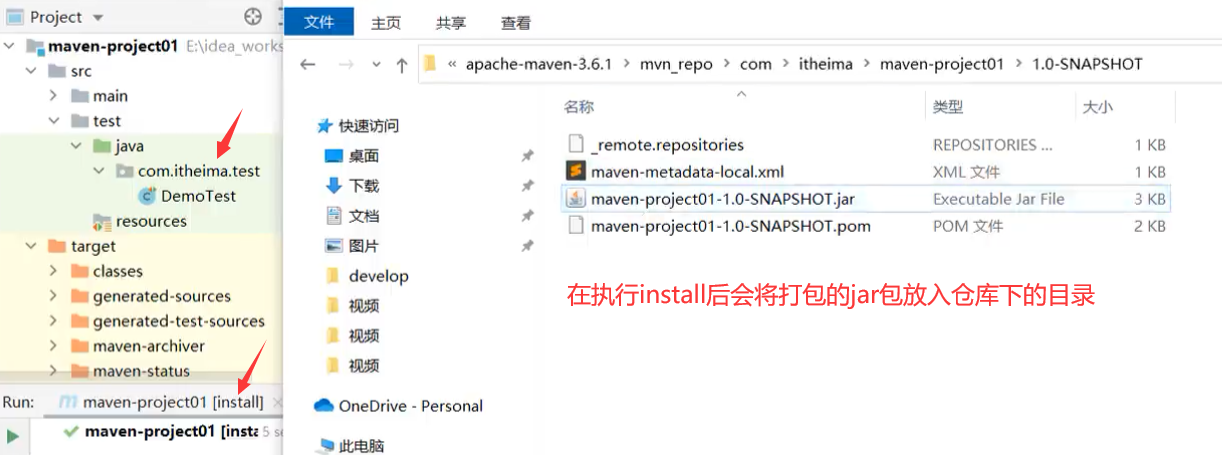 Project
maven-project01 E:\idea_works
src
main
test
java
com.itheima.test
DemoTest
resources
target
classes
generated-sources
generated-test-sources
maven-archiver
maven-status
Run: maven-project01 [install]
maven-project01 [insta 5 se
文件 主页 共享 查看
« apache-maven-3.6.1 > mvn_repo > com > itheima > maven-project01 > 1.0-SNAPSHOT
快速访问
桌面
下载
文档
图片
develop
视频
视频
视频
OneDrive - Personal
此电脑
名称 类型 大小
_remote.repositories REPOSITORIES ... 1 KB
maven-metadata-local.xml XML 文件 1 KB
maven-project01-1.0-SNAPSHOT.jar Executable Jar File 3 KB
maven-project01-1.0-SNAPSHOT.pom POM 文件 2 KB
在执行install后会将打包的jar包放入仓库下的目录